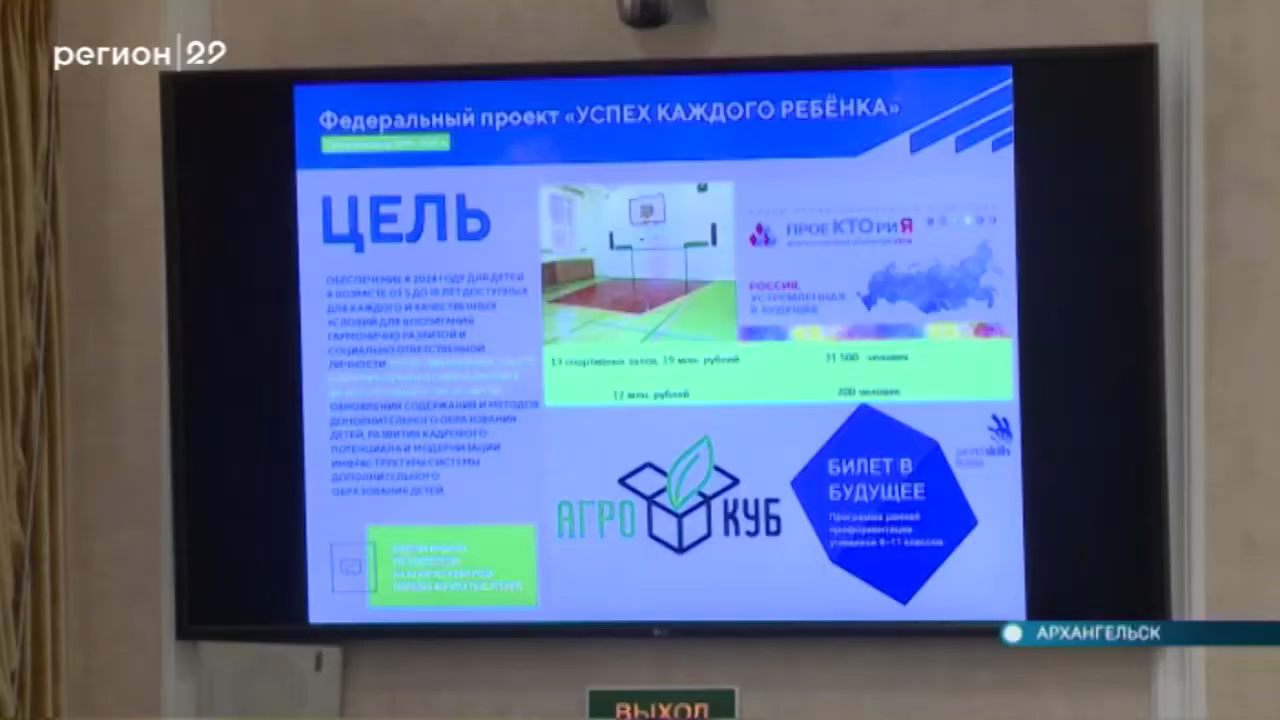 регион|29
Федеральный проект «УСПЕХ КАЖДОГО РЕБЁНКА»
ЦЕЛЬ
ОБЕСПЕЧЕНИЕ К 2024 ГОДУ ДЛЯ ДЕТЕЙ
В ВОЗРАСТЕ ОТ 5 ДО 18 ЛЕТ ДОСТУПНЫХ
ДЛЯ КАЖДОГО И КАЧЕСТВЕННЫХ
УСЛОВИЙ ДЛЯ ВОСПИТАНИЯ
ГАРМОНИЧНО РАЗВИТОЙ И
СОЦИАЛЬНО ОТВЕТСТВЕННОЙ
ЛИЧНОСТИ
ОБНОВЛЕНИЯ СОДЕРЖАНИЯ И МЕТОДОВ
ДОПОЛНИТЕЛЬНОГО ОБРАЗОВАНИЯ
ДЕТЕЙ, РАЗВИТИЯ КАДРОВОГО
ПОТЕНЦИАЛА И МОДЕРНИЗАЦИИ
ИНФРАСТРУКТУРЫ СИСТЕМЫ
ДОПОЛНИТЕЛЬНОГО
ОБРАЗОВАНИЯ ДЕТЕЙ
ПРОеКТОриЯ
РОССИЯ,
УСТРЕМЛЕННАЯ
В БУДУЩЕЕ
13 спортивных залов, 19 млн. рублей
31 500 человек
17 млн. рублей
200 человек
АГРО КУБ
БИЛЕТ В
БУДУЩЕЕ
Программа ранней
профориентации
учеников 6–11 классов
АРХАНГЕЛЬСК
ВЫХОД